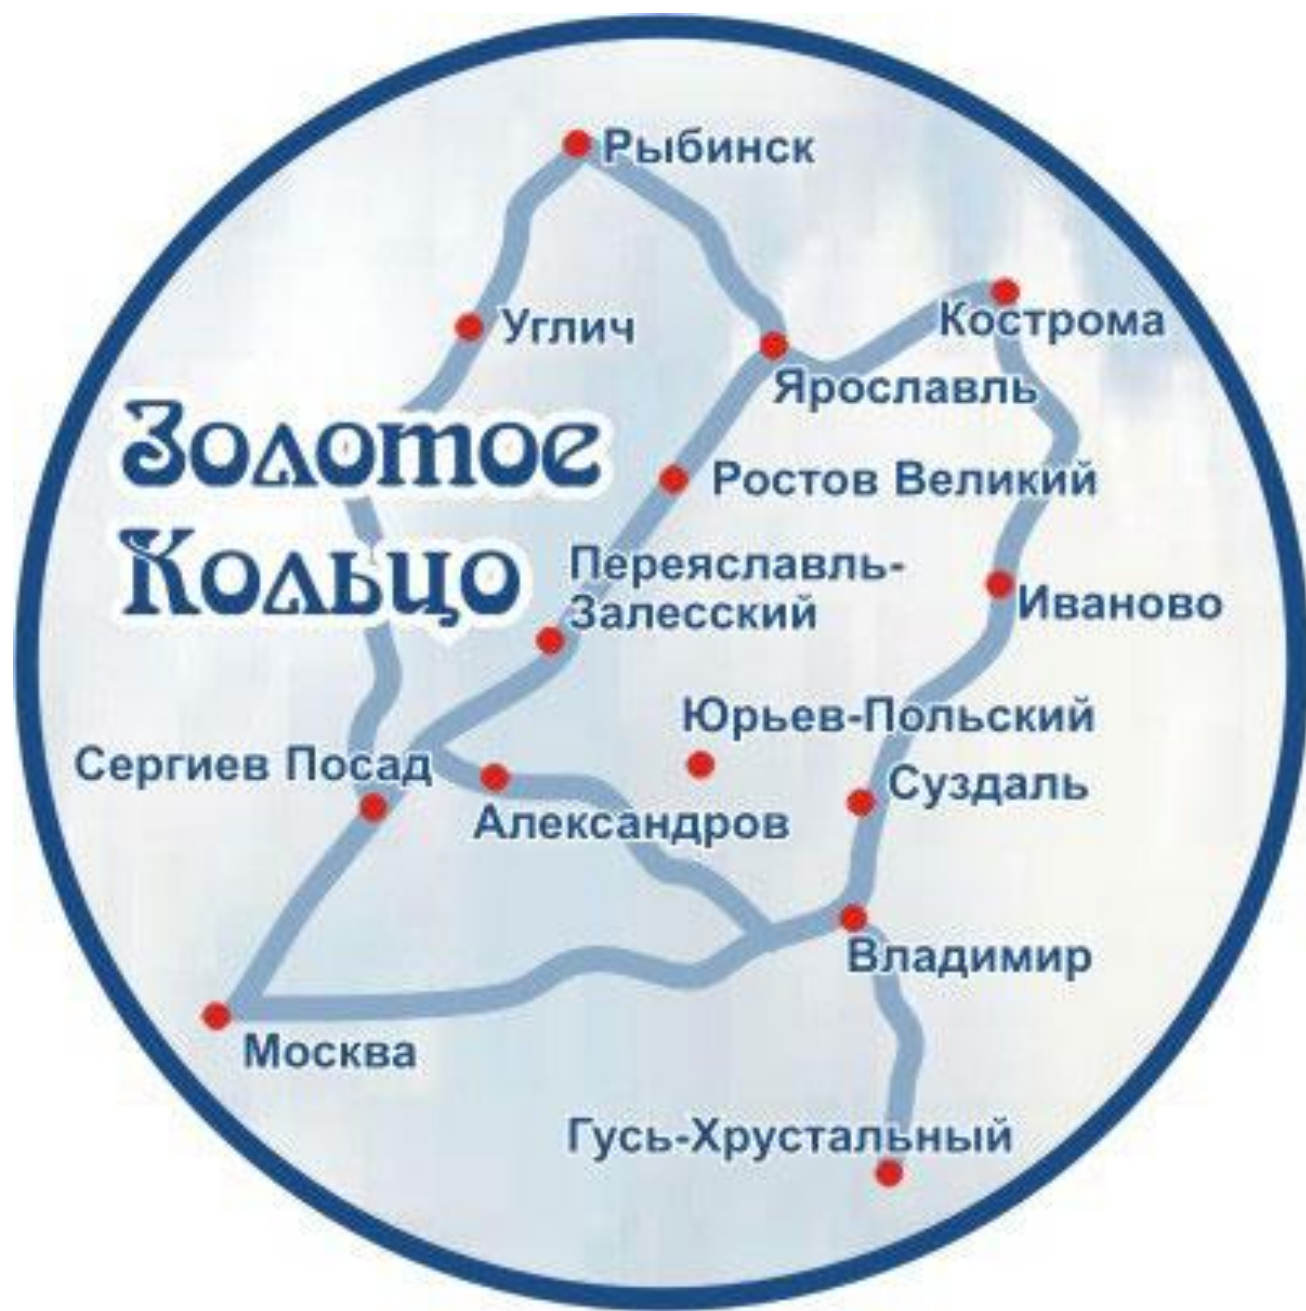 Рыбинск
Углич
Кострома
Ярославль
Золотое
Кольцо
Ростов Великий
Переяславль-
Залесский
Иваново
Юрьев-Польский
Сергиев Посад
Суздаль
Александров
Владимир
Москва
Гусь-Хрустальный